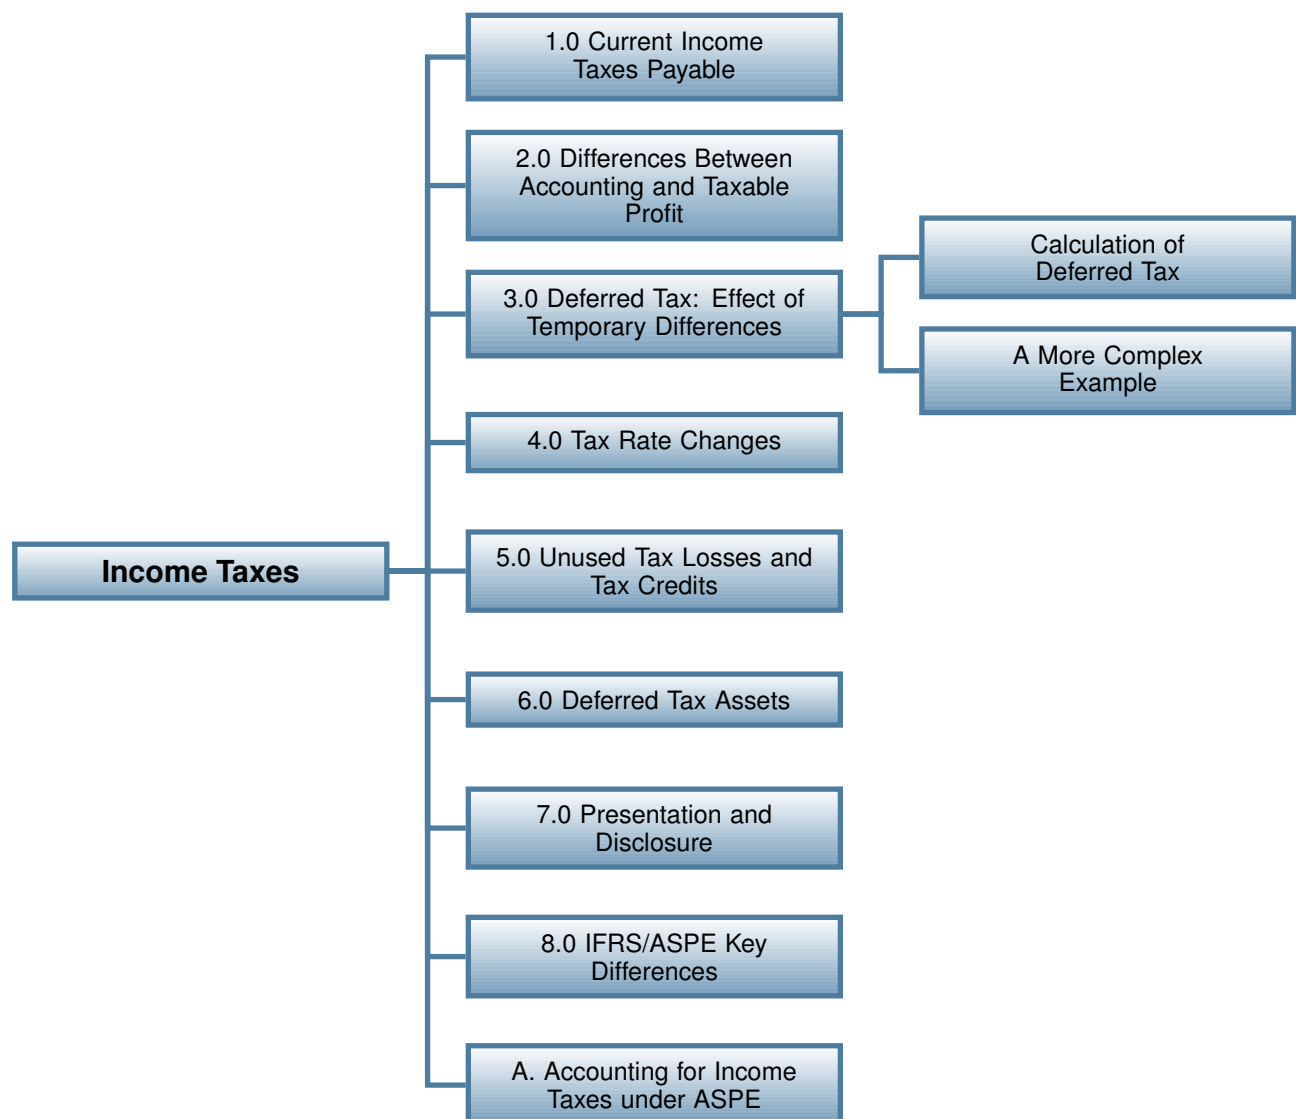 1.0 Current Income
Taxes Payable
2.0 Differences Between
Accounting and Taxable
Profit
3.0 Deferred Tax: Effect of
Temporary Differences
Calculation of
Deferred Tax
A More Complex
Example
4.0 Tax Rate Changes
Income Taxes
5.0 Unused Tax Losses and
Tax Credits
6.0 Deferred Tax Assets
7.0 Presentation and
Disclosure
8.0 IFRS/ASPE Key
Differences
A. Accounting for Income
Taxes under ASPE